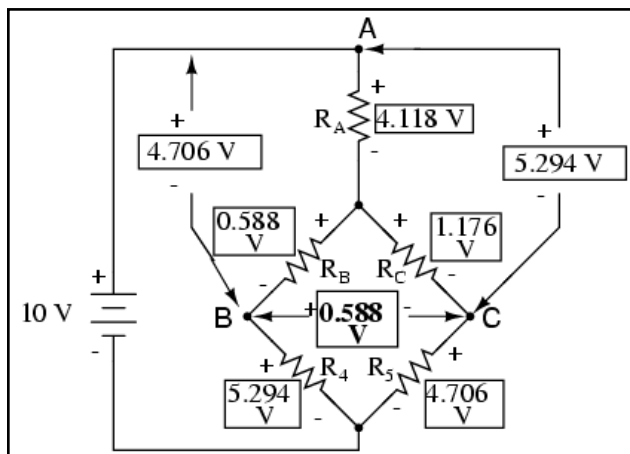 A
+
+
+
R_A
4.118 V
-
4.706 V
-
5.294 V
-
0.588
V
+
+
1.176
V
-
R_B
R_C
-
+
10 V
-
B
+
0.588
V
-
C
+
R_4
R_5
+
5.294
V
-
-
4.706
V